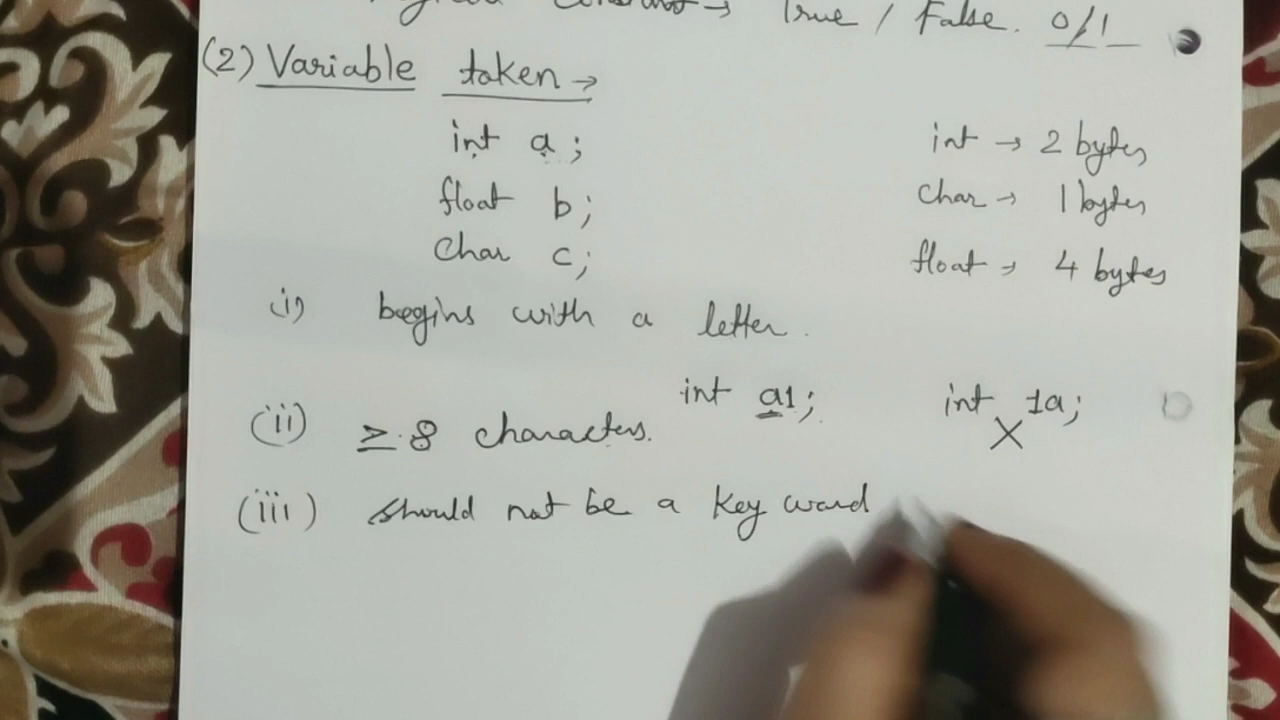 True / False. 0/1
(2) Variable taken →
int a; int → 2 bytes
float b; char → 1 bytes
Char c; float → 4 bytes
(i) begins with a letter.
int a1; int 1a; X
(ii) ≥ 8 characters.
(iii) should not be a key word